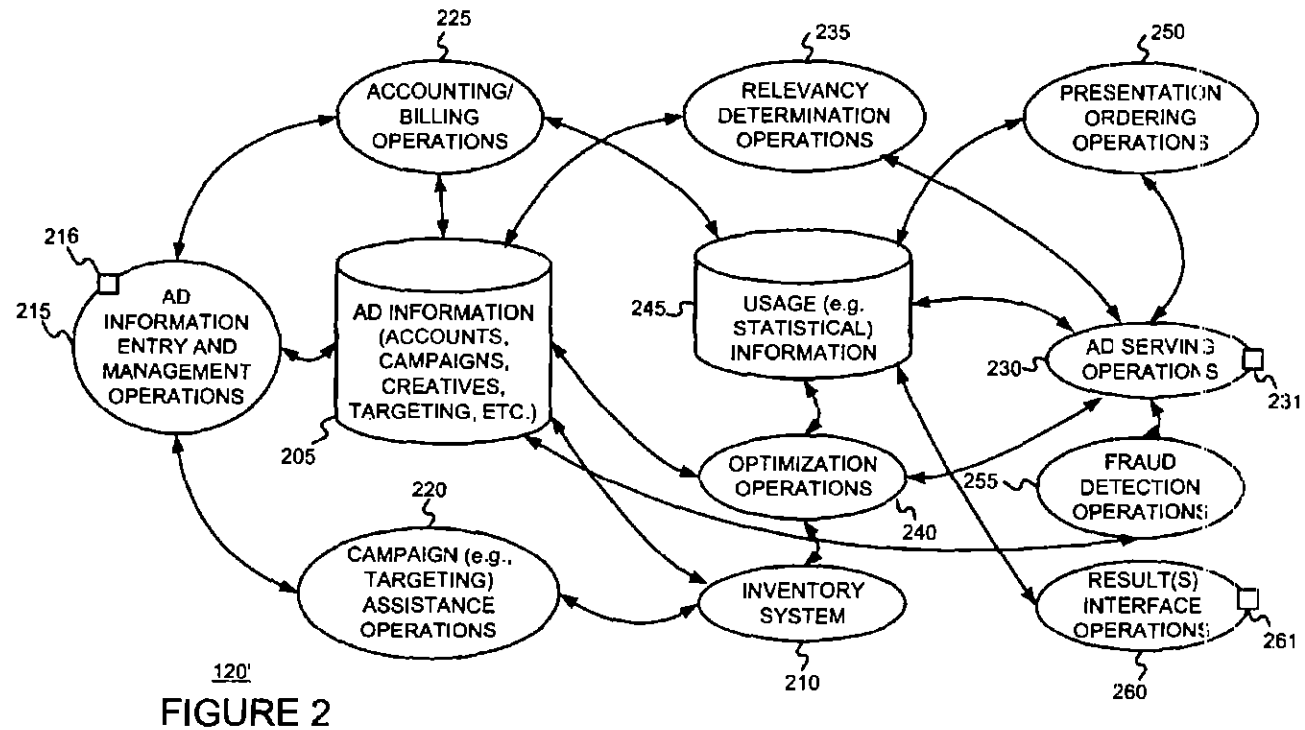 225
235
250
ACCOUNTING/
BILLING
OPERATIONS
RELEVANCY
DETERMINATION
OPERATIONS
PRESENTATION
ORDERING
OPERATIONS
216
215
AD
INFORMATION
ENTRY AND
MANAGEMENT
OPERATIONS
AD INFORMATION
(ACCOUNTS,
CAMPAIGNS,
CREATIVES,
TARGETING, ETC.)
205
245
USAGE (e.g.
STATISTICAL)
INFORMATION
230
AD SERVING
OPERATIONS
231
OPTIMIZATION
OPERATIONS
240
255
FRAUD
DETECTION
OPERATIONS
220
CAMPAIGN (e.g.,
TARGETING)
ASSISTANCE
OPERATIONS
INVENTORY
SYSTEM
210
RESULT(S)
INTERFACE
OPERATIONS
261
260
120'
FIGURE 2